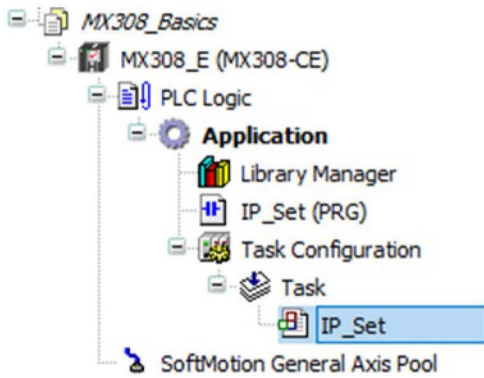 MX308_Basics
MX308_E (MX308-CE)
PLC Logic
Application
Library Manager
IP_Set (PRG)
Task Configuration
Task
IP_Set
SoftMotion General Axis Pool